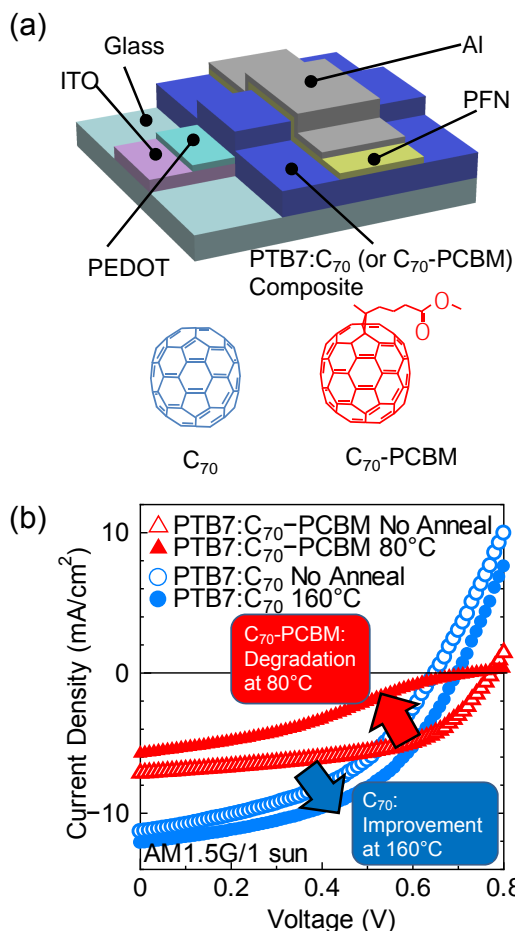 (a)
Glass
Al
ITO
PFN
PEDOT
PTB7:C70 (or C70-PCBM)
Composite
O
O
C70
C70-PCBM
(b)
10
PTB7:C70−PCBM No Anneal
PTB7:C70−PCBM 80°C
PTB7:C70 No Anneal
PTB7:C70 160°C
C70-PCBM:
Degradation
at 80°C
0
C70:
Improvement
at 160°C
−10
AM1.5G/1 sun
0 0.2 0.4 0.6 0.8
Voltage (V)
Current Density (mA/cm2)